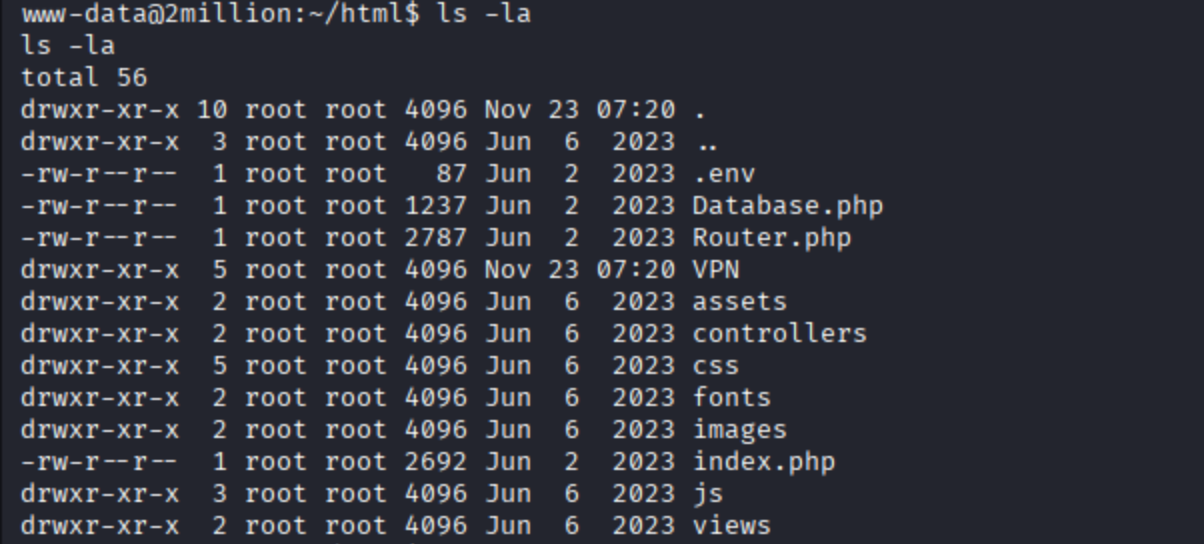 www-data@2million:~/html$ ls -la
ls -la
total 56
drwxr-xr-x 10 root root 4096 Nov 23 07:20 .
drwxr-xr-x  3 root root 4096 Jun  6  2023 ..
-rw-r--r--  1 root root   87 Jun  2  2023 .env
-rw-r--r--  1 root root 1237 Jun  2  2023 Database.php
-rw-r--r--  1 root root 2787 Jun  2  2023 Router.php
drwxr-xr-x  5 root root 4096 Nov 23 07:20 VPN
drwxr-xr-x  2 root root 4096 Jun  6  2023 assets
drwxr-xr-x  2 root root 4096 Jun  6  2023 controllers
drwxr-xr-x  5 root root 4096 Jun  6  2023 css
drwxr-xr-x  2 root root 4096 Jun  6  2023 fonts
drwxr-xr-x  2 root root 4096 Jun  6  2023 images
-rw-r--r--  1 root root 2692 Jun  2  2023 index.php
drwxr-xr-x  3 root root 4096 Jun  6  2023 js
drwxr-xr-x  2 root root 4096 Jun  6  2023 views